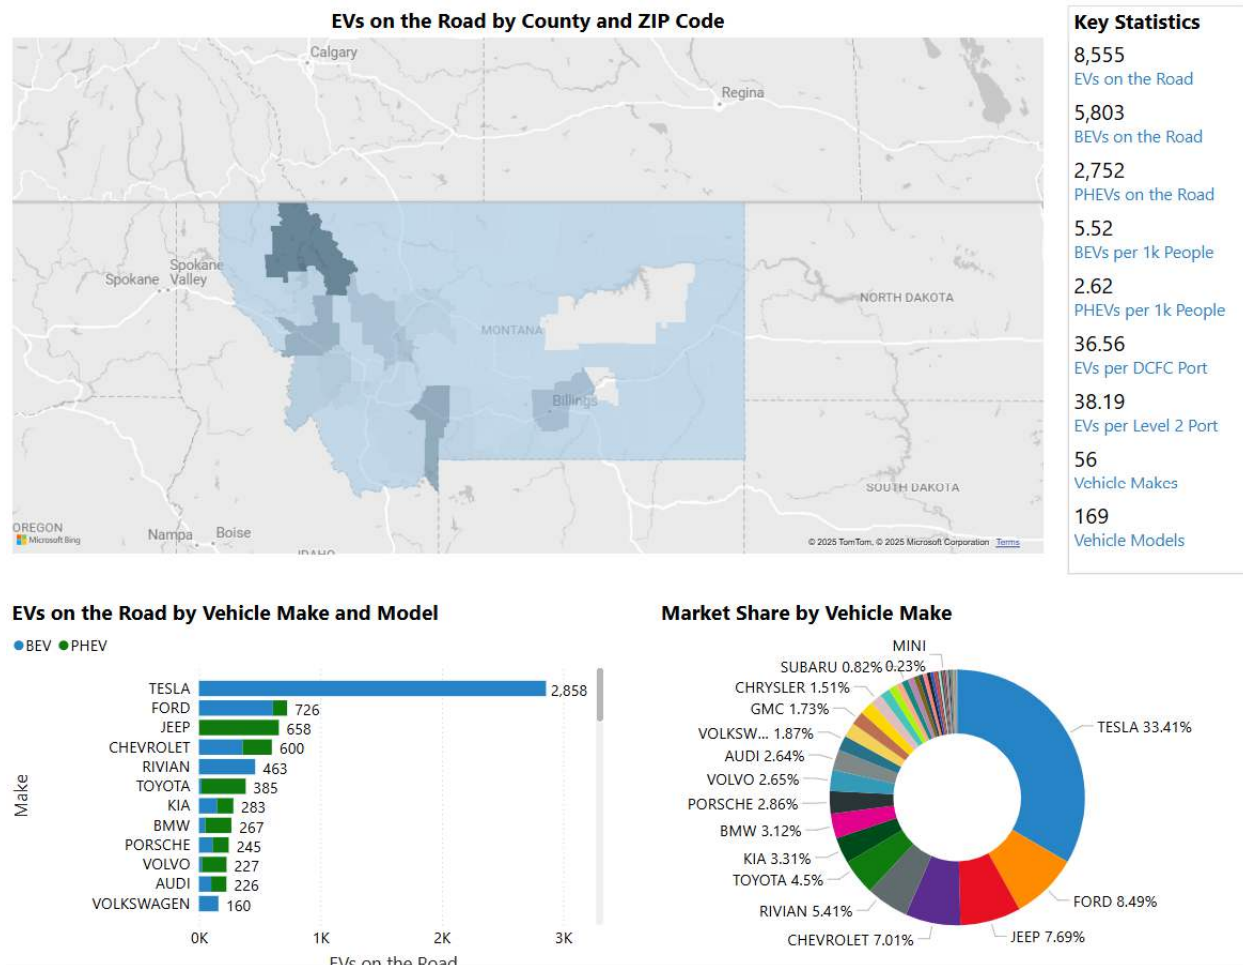 EVs on the Road by County and ZIP Code
Calgary
Regina
Spokane
Spokane
Valley
MONTANA
NORTH DAKOTA
Billings
SOUTH DAKOTA
OREGON
Nampa
Boise
IDAHO
Microsoft Bing
© 2025 TomTom, © 2025 Microsoft Corporation Terms
Key Statistics
8,555
EVs on the Road
5,803
BEVs on the Road
2,752
PHEVs on the Road
5.52
BEVs per 1k People
2.62
PHEVs per 1k People
36.56
EVs per DCFC Port
38.19
EVs per Level 2 Port
56
Vehicle Makes
169
Vehicle Models
EVs on the Road by Vehicle Make and Model
BEV PHEV
Make
TESLA 2,858
FORD 726
JEEP 658
CHEVROLET 600
RIVIAN 463
TOYOTA 385
KIA 283
BMW 267
PORSCHE 245
VOLVO 227
AUDI 226
VOLKSWAGEN 160
0K 1K 2K 3K
EVs on the Road
Market Share by Vehicle Make
MINI
0.23%
SUBARU 0.82%
CHRYSLER 1.51%
GMC 1.73%
VOLKSW... 1.87%
AUDI 2.64%
VOLVO 2.65%
PORSCHE 2.86%
BMW 3.12%
KIA 3.31%
TOYOTA 4.5%
RIVIAN 5.41%
CHEVROLET 7.01%
JEEP 7.69%
FORD 8.49%
TESLA 33.41%